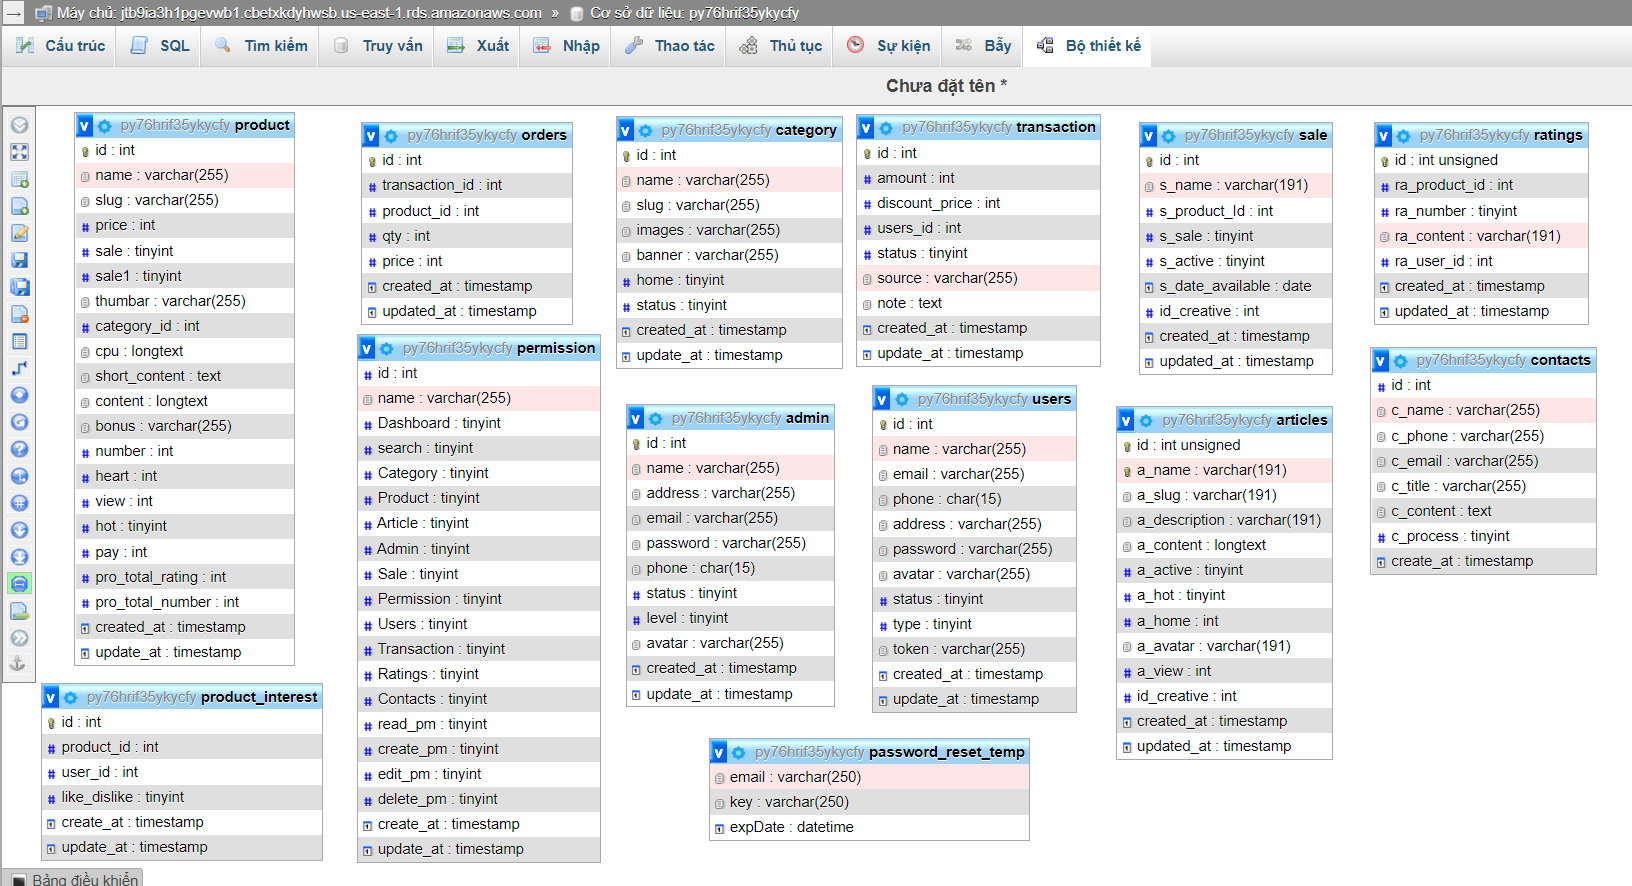 Máy chủ: jtb9ia3h1pgevwb1.cbetxkdyhwsb.us-east-1.rds.amazonaws.com » Cơ sở dữ liệu: py76hrif35ykycfy
Cấu trúc SQL Tìm kiếm Truy vấn Xuất Nhập Thao tác Thủ tục Sự kiện Bẫy Bộ thiết kế
Chưa đặt tên *
py76hrif35ykycfy product
id : int
name : varchar(255)
slug : varchar(255)
price : int
sale : tinyint
sale1 : tinyint
thumbar : varchar(255)
category_id : int
cpu : longtext
short_content : text
content : longtext
bonus : varchar(255)
number : int
heart : int
view : int
hot : tinyint
pay : int
pro_total_rating : int
pro_total_number : int
created_at : timestamp
update_at : timestamp
py76hrif35ykycfy product_interest
id : int
product_id : int
user_id : int
like_dislike : tinyint
create_at : timestamp
update_at : timestamp
py76hrif35ykycfy orders
id : int
transaction_id : int
product_id : int
qty : int
price : int
created_at : timestamp
updated_at : timestamp
py76hrif35ykycfy permission
id : int
name : varchar(255)
Dashboard : tinyint
search : tinyint
Category : tinyint
Product : tinyint
Article : tinyint
Admin : tinyint
Sale : tinyint
Permission : tinyint
Users : tinyint
Transaction : tinyint
Ratings : tinyint
Contacts : tinyint
read_pm : tinyint
create_pm : tinyint
edit_pm : tinyint
delete_pm : tinyint
create_at : timestamp
update_at : timestamp
py76hrif35ykycfy category
id : int
name : varchar(255)
slug : varchar(255)
images : varchar(255)
banner : varchar(255)
home : tinyint
status : tinyint
created_at : timestamp
update_at : timestamp
py76hrif35ykycfy admin
id : int
name : varchar(255)
address : varchar(255)
email : varchar(255)
password : varchar(255)
phone : char(15)
status : tinyint
level : tinyint
avatar : varchar(255)
created_at : timestamp
update_at : timestamp
py76hrif35ykycfy transaction
id : int
amount : int
discount_price : int
users_id : int
status : tinyint
source : varchar(255)
note : text
created_at : timestamp
update_at : timestamp
py76hrif35ykycfy users
id : int
name : varchar(255)
email : varchar(255)
phone : char(15)
address : varchar(255)
password : varchar(255)
avatar : varchar(255)
status : tinyint
type : tinyint
token : varchar(255)
created_at : timestamp
update_at : timestamp
py76hrif35ykycfy password_reset_temp
email : varchar(250)
key : varchar(250)
expDate : datetime
py76hrif35ykycfy sale
id : int
s_name : varchar(191)
s_product_Id : int
s_sale : tinyint
s_active : tinyint
s_date_available : date
id_creative : int
created_at : timestamp
updated_at : timestamp
py76hrif35ykycfy articles
id : int unsigned
a_name : varchar(191)
a_slug : varchar(191)
a_description : varchar(191)
a_content : longtext
a_active : tinyint
a_hot : tinyint
a_home : int
a_avatar : varchar(191)
a_view : int
id_creative : int
created_at : timestamp
updated_at : timestamp
py76hrif35ykycfy ratings
id : int unsigned
ra_product_id : int
ra_number : tinyint
ra_content : varchar(191)
ra_user_id : int
created_at : timestamp
updated_at : timestamp
py76hrif35ykycfy contacts
id : int
c_name : varchar(255)
c_phone : varchar(255)
c_email : varchar(255)
c_title : varchar(255)
c_content : text
c_process : tinyint
create_at : timestamp
Bảng điều khiển